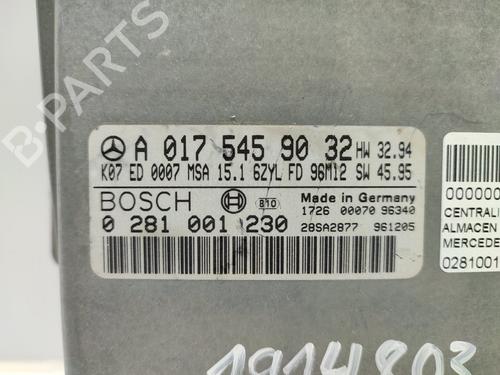 A 017 545 90 32 HW 32.94
K07 ED 0007 MSA 15.1 6ZYL FD 96M12 SW 45.95
BOSCH 810 Made in Germany
1726 00070 96340
0 281 001 230 28SA2877 961205
000000
CENTRALI
ALMACEN
MERCEDE
0281001
1914803
B-PARTS